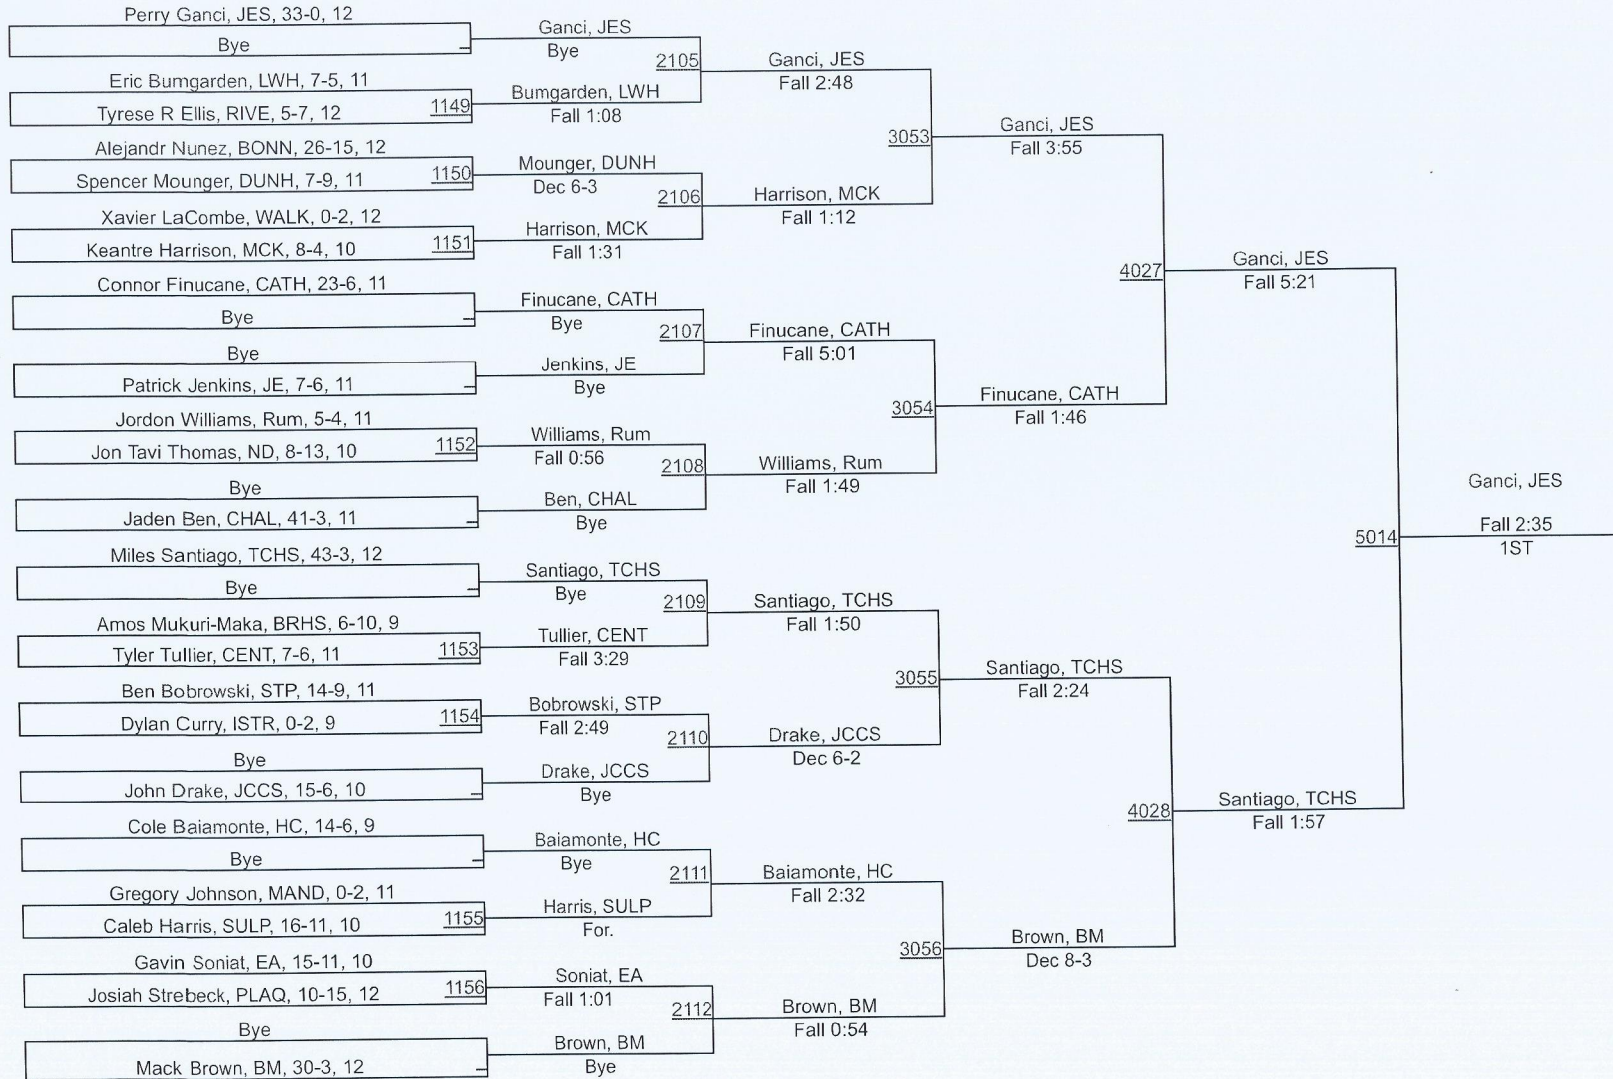 Perry Ganci, JES, 33-0, 12
Bye
Eric Bumgarden, LWH, 7-5, 11
Tyrese R Ellis, RIVE, 5-7, 12
1149
Alejandr Nunez, BONN, 26-15, 12
Spencer Mounger, DUNH, 7-9, 11
1150
Xavier LaCombe, WALK, 0-2, 12
Keantre Harrison, MCK, 8-4, 10
1151
Connor Finucane, CATH, 23-6, 11
Bye
Bye
Patrick Jenkins, JE, 7-6, 11
Jordon Williams, Rum, 5-4, 11
Jon Tavi Thomas, ND, 8-13, 10
1152
Bye
Jaden Ben, CHAL, 41-3, 11
Miles Santiago, TCHS, 43-3, 12
Bye
Amos Mukuri-Maka, BRHS, 6-10, 9
Tyler Tullier, CENT, 7-6, 11
1153
Ben Bobrowski, STP, 14-9, 11
Dylan Curry, ISTR, 0-2, 9
1154
Bye
John Drake, JCCS, 15-6, 10
Cole Baiamonte, HC, 14-6, 9
Bye
Gregory Johnson, MAND, 0-2, 11
Caleb Harris, SULP, 16-11, 10
1155
Gavin Soniat, EA, 15-11, 10
Josiah Strebeck, PLAQ, 10-15, 12
1156
Bye
Mack Brown, BM, 30-3, 12
Ganci, JES
Bye
2105
Bumgarden, LWH
Fall 1:08
Mounger, DUNH
Dec 6-3
2106
Harrison, MCK
Fall 1:31
Finucane, CATH
Bye
2107
Jenkins, JE
Bye
Williams, Rum
Fall 0:56
2108
Ben, CHAL
Bye
Santiago, TCHS
Bye
2109
Tullier, CENT
Fall 3:29
Bobrowski, STP
Fall 2:49
2110
Drake, JCCS
Bye
Baiamonte, HC
Bye
2111
Harris, SULP
For.
Soniat, EA
Fall 1:01
2112
Brown, BM
Bye
Ganci, JES
Fall 2:48
3053
Harrison, MCK
Fall 1:12
Finucane, CATH
Fall 5:01
3054
Williams, Rum
Fall 1:49
Santiago, TCHS
Fall 1:50
3055
Drake, JCCS
Dec 6-2
Baiamonte, HC
Fall 2:32
3056
Brown, BM
Fall 0:54
Ganci, JES
Fall 3:55
4027
Finucane, CATH
Fall 1:46
Santiago, TCHS
Fall 2:24
4028
Brown, BM
Dec 8-3
Ganci, JES
Fall 5:21
5014
Santiago, TCHS
Fall 1:57
Ganci, JES
Fall 2:35
1ST